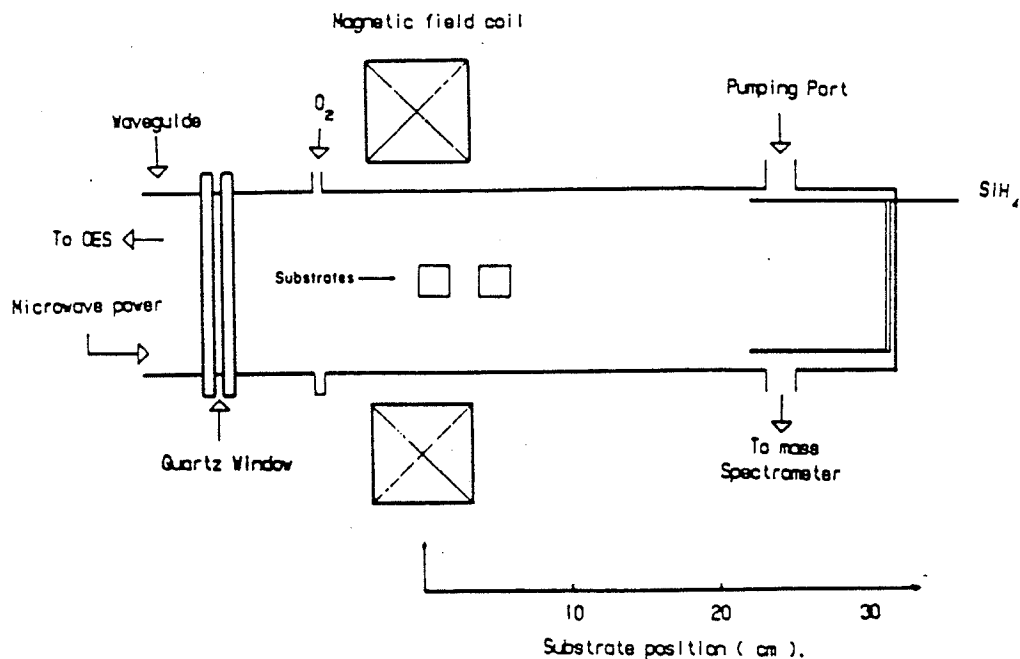 Magnetic field coil
Pumping Port
O2
Waveguide
SiH4
To OES
Substrates
Microwave power
Quartz Window
To mass
Spectrometer
10 20 30
Substrate position ( cm ).